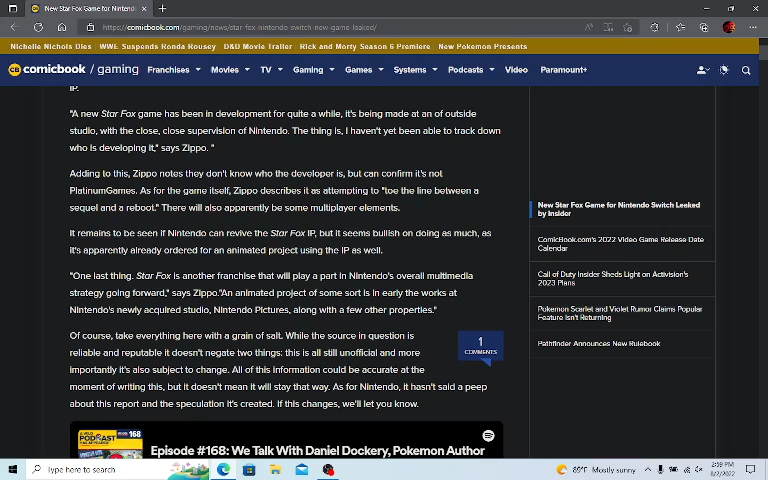 New Star Fox Game for Nintendo
https://comicbook.com/gaming/news/star-fox-nintendo-switch-new-game-leaked/
Nichelle Nichols Dies WWE Suspends Ronda Rousey D&D Movie Trailer Rick and Morty Season 6 Premiere New Pokemon Presents
CB comicbook / gaming Franchises Movies TV Gaming Games Systems Podcasts Video Paramount+
IP.
"A new Star Fox game has been in development for quite a while, it's being made at an of outside
studio, with the close, close supervision of Nintendo. The thing is, I haven't yet been able to track down
who is developing it," says Zippo. "
Adding to this, Zippo notes they don't know who the developer is, but can confirm it's not
PlatinumGames. As for the game itself, Zippo describes it as attempting to "toe the line between a
sequel and a reboot." There will also apparently be some multiplayer elements.
It remains to be seen if Nintendo can revive the Star Fox IP, but it seems bullish on doing as much, as
it's apparently already ordered for an animated project using the IP as well.
"One last thing. Star Fox is another franchise that will play a part in Nintendo's overall multimedia
strategy going forward," says Zippo."An animated project of some sort is in early the works at
Nintendo's newly acquired studio, Nintendo Pictures, along with a few other properties."
Of course, take everything here with a grain of salt. While the source in question is
reliable and reputable it doesn't negate two things: this is all still unofficial and more
importantly it's also subject to change. All of this information could be accurate at the
moment of writing this, but it doesn't mean it will stay that way. As for Nintendo, it hasn't said a peep
about this report and the speculation it's created. If this changes, we'll let you know.
1
COMMENTS
New Star Fox Game for Nintendo Switch Leaked
by Insider
ComicBook.com's 2022 Video Game Release Date
Calendar
Call of Duty Insider Sheds Light on Activision's
2023 Plans
Pokemon Scarlet and Violet Rumor Claims Popular
Feature Isn't Returning
Pathfinder Announces New Rulebook
PODCAST
168
Episode #168: We Talk With Daniel Dockery, Pokemon Author
Type here to search
89°F Mostly sunny
2:59 PM
8/2/2022